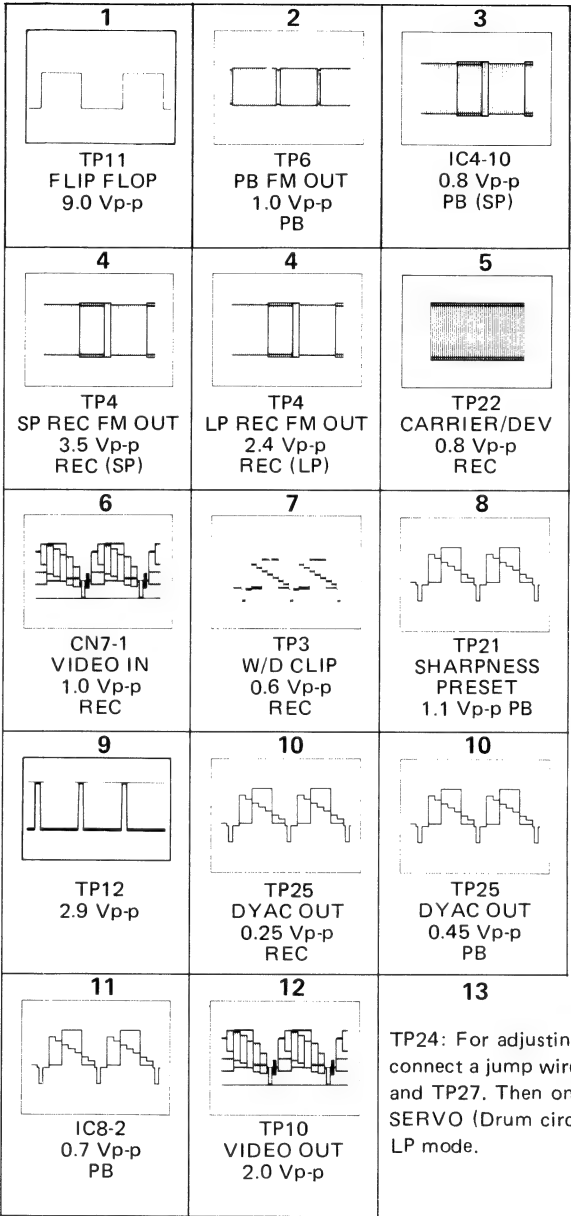 1
TP11
FLIP FLOP
9.0 Vp-p
2
TP6
PB FM OUT
1.0 Vp-p
PB
3
IC4-10
0.8 Vp-p
PB (SP)
4
TP4
SP REC FM OUT
3.5 Vp-p
REC (SP)
4
TP4
LP REC FM OUT
2.4 Vp-p
REC (LP)
5
TP22
CARRIER/DEV
0.8 Vp-p
REC
6
CN7-1
VIDEO IN
1.0 Vp-p
REC
7
TP3
W/D CLIP
0.6 Vp-p
REC
8
TP21
SHARPNESS
PRESET
1.1 Vp-p PB
9
TP12
2.9 Vp-p
10
TP25
DYAC OUT
0.25 Vp-p
REC
10
TP25
DYAC OUT
0.45 Vp-p
PB
11
IC8-2
0.7 Vp-p
PB
12
TP10
VIDEO OUT
2.0 Vp-p
13
TP24: For adjustin
connect a jump wir
and TP27. Then on
SERVO (Drum circ
LP mode.